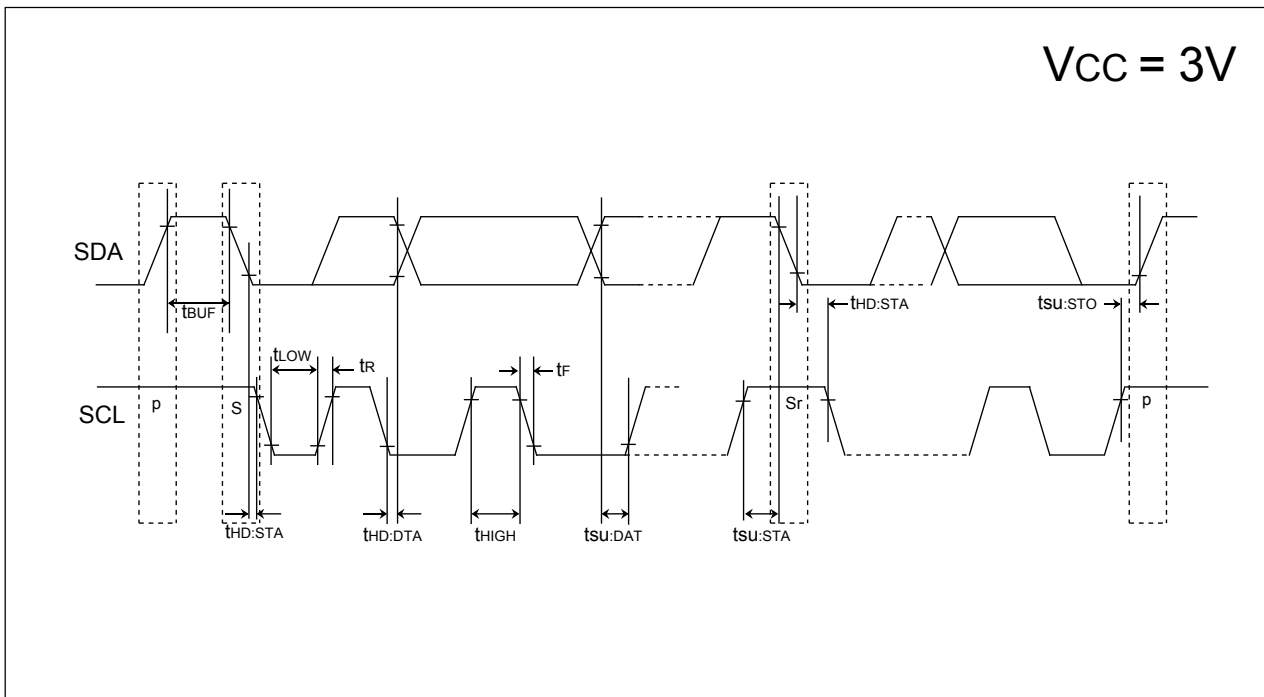 VCC = 3V
SDA
tBUF
tHD:STA
tsu:STO
tLOW
tR
tF
SCL
p
S
Sr
p
tHD:STA
tHD:DTA
tHIGH
tsu:DAT
tsu:STA